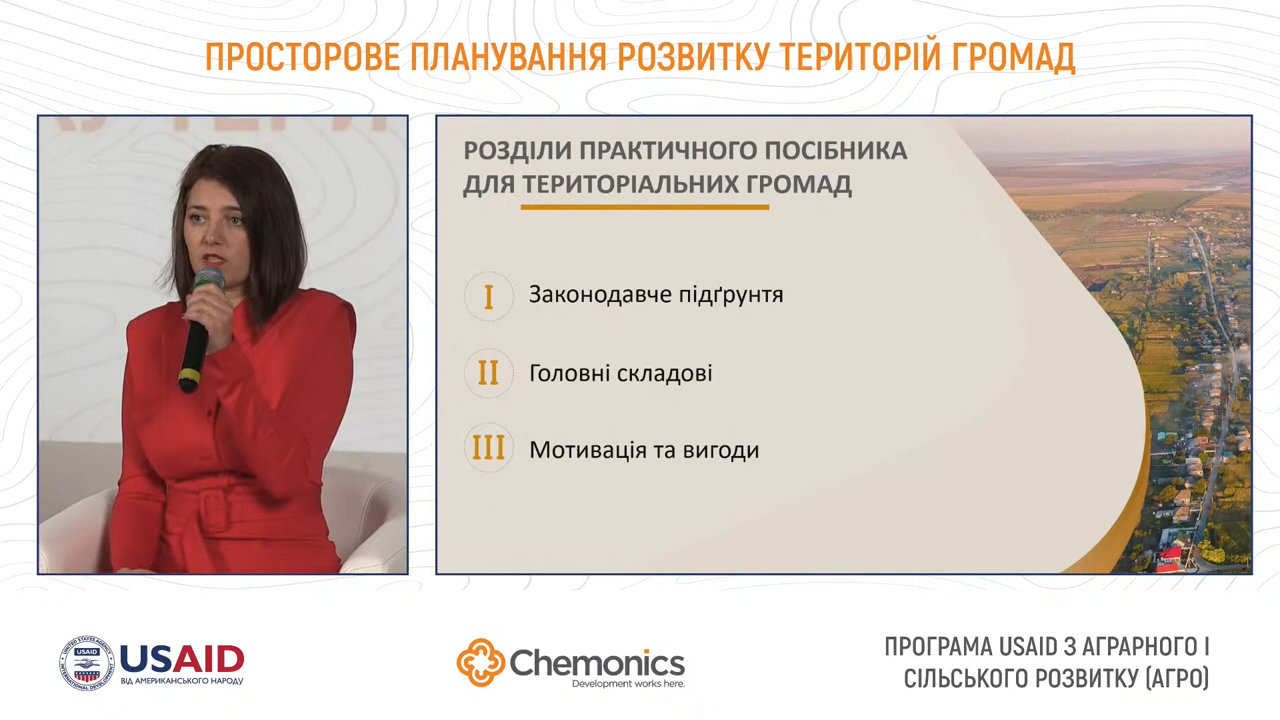 ПРОСТОРОВЕ ПЛАНУВАННЯ РОЗВИТКУ ТЕРИТОРІЙ ГРОМАД
РОЗДІЛИ ПРАКТИЧНОГО ПОСІБНИКА
ДЛЯ ТЕРИТОРІАЛЬНИХ ГРОМАД
I Законодавче підґрунтя
II Головні складові
III Мотивація та вигоди
USAID
USAID
ВІД АМЕРИКАНСЬКОГО НАРОДУ
Chemonics
Development works here.
ПРОГРАМА USAID З АГРАРНОГО І
СІЛЬСЬКОГО РОЗВИТКУ (АГРО)